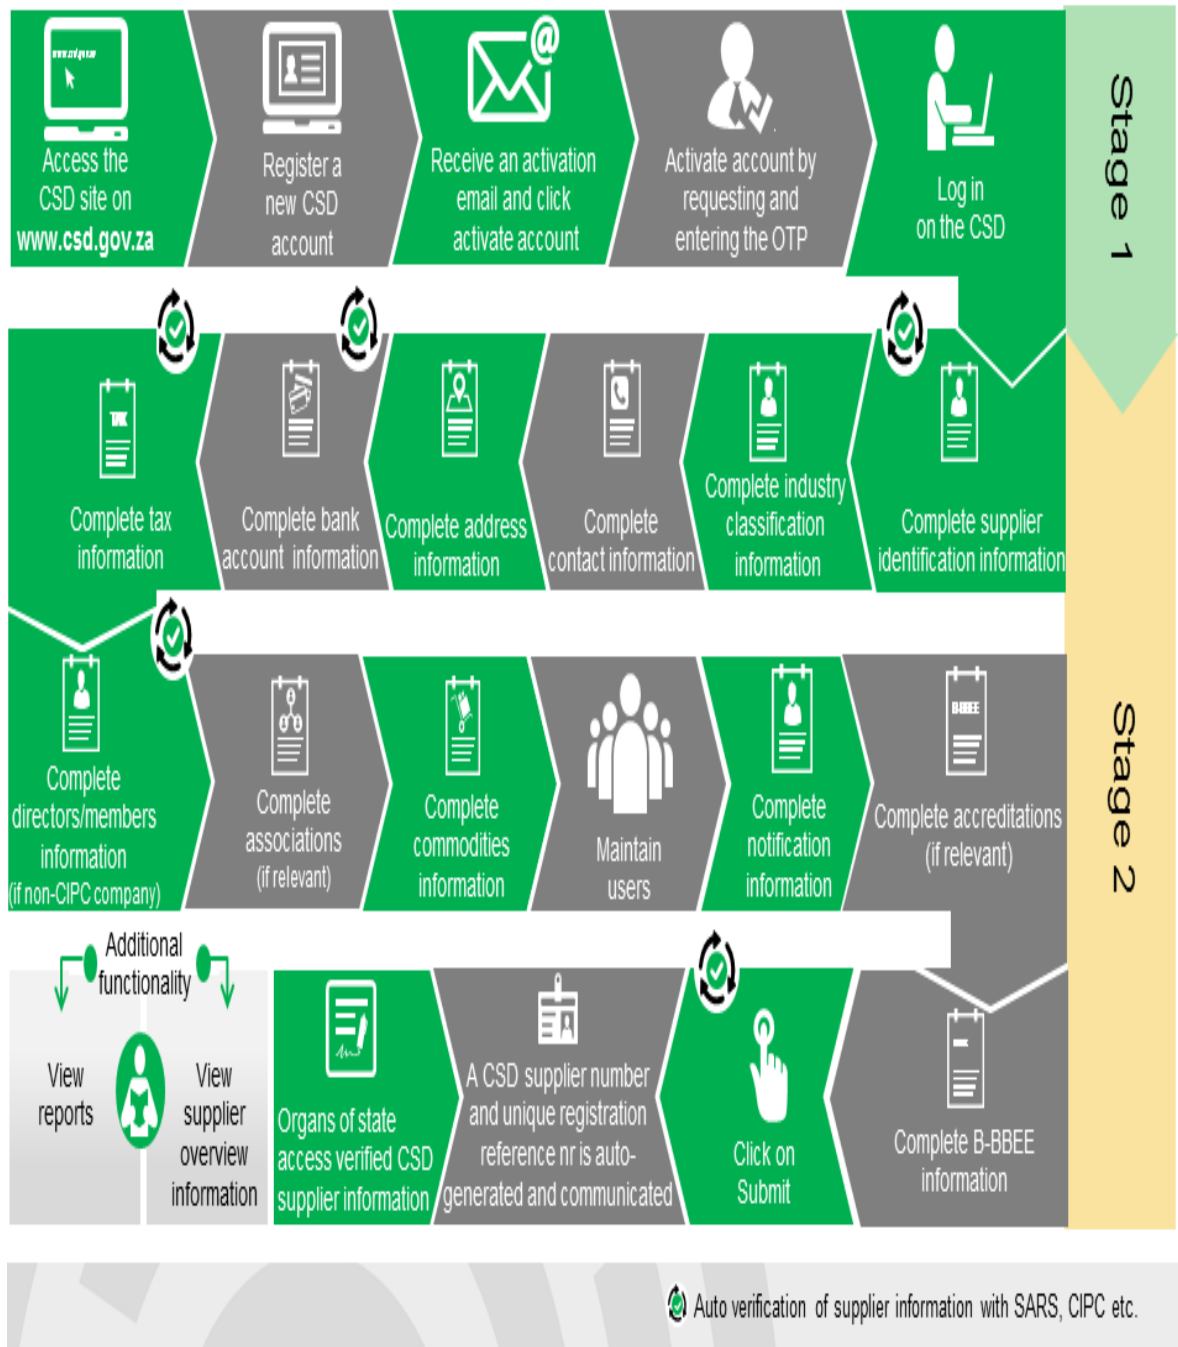 www.csd.gov.za
Access the
CSD site on
www.csd.gov.za
Register a
new CSD
account
@
Receive an activation
email and click
activate account
Activate account by
requesting and
entering the OTP
Log in
on the CSD
Stage 1
Complete supplier
identification information
Complete industry
classification
information
Complete
contact information
Complete address
information
Complete bank
account information
TAX
Complete tax
information
Complete
directors/members
information
(if non-CIPC company)
Complete
associations
(if relevant)
Complete
commodities
information
Maintain
users
Complete
notification
information
B-BBEE
Complete accreditations
(if relevant)
Stage 2
Complete B-BBEE
information
Click on
Submit
A CSD supplier number
and unique registration
reference nr is auto-
generated and communicated
Organs of state
access verified CSD
supplier information
Additional
functionality
View
reports
View
supplier
overview
information
Auto verification of supplier information with SARS, CIPC etc.